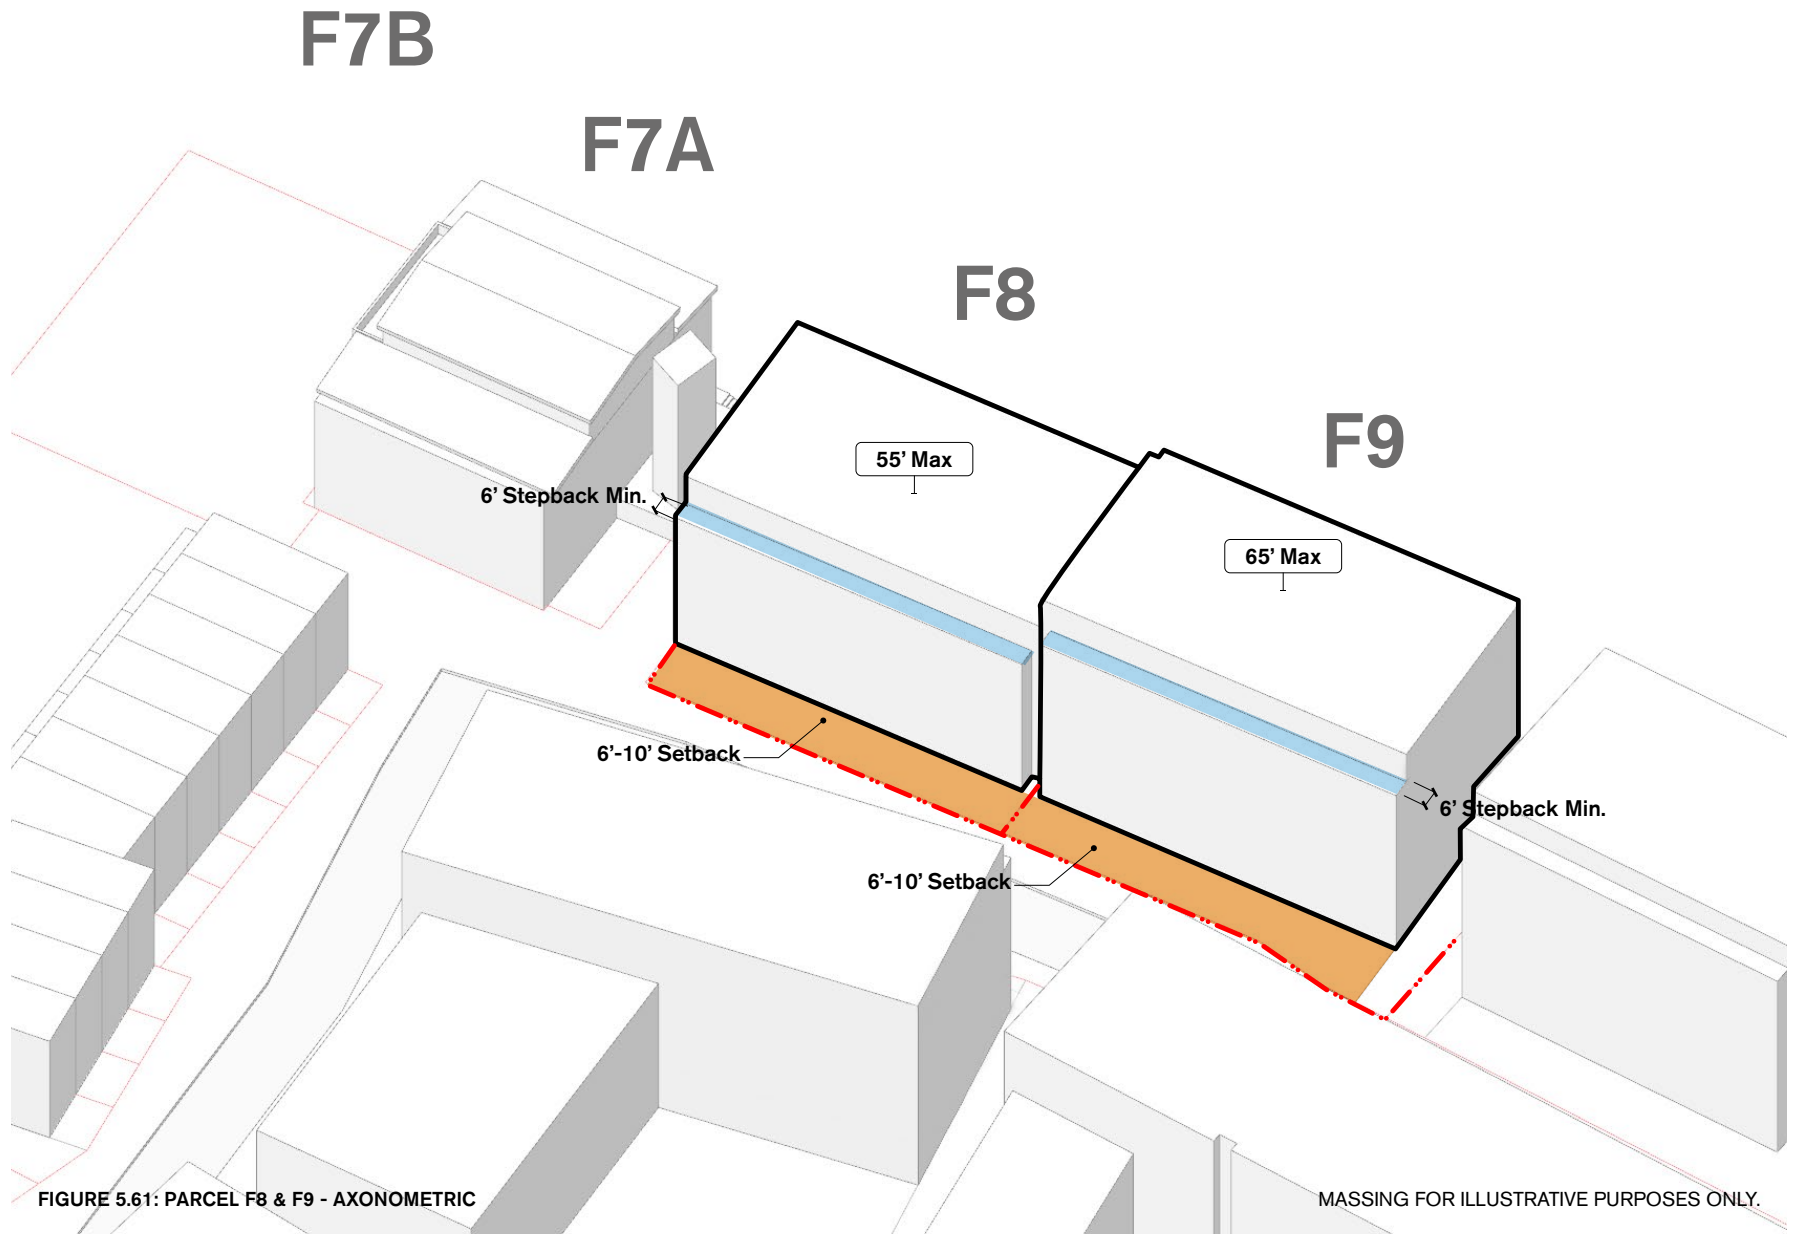 F7B
F7A
F8
F9
55’ Max
6’ Stepback Min.
65’ Max
6’-10’ Setback
6’ Stepback Min.
6’-10’ Setback
FIGURE 5.61: PARCEL F8 & F9 - AXONOMETRIC
MASSING FOR ILLUSTRATIVE PURPOSES ONLY.